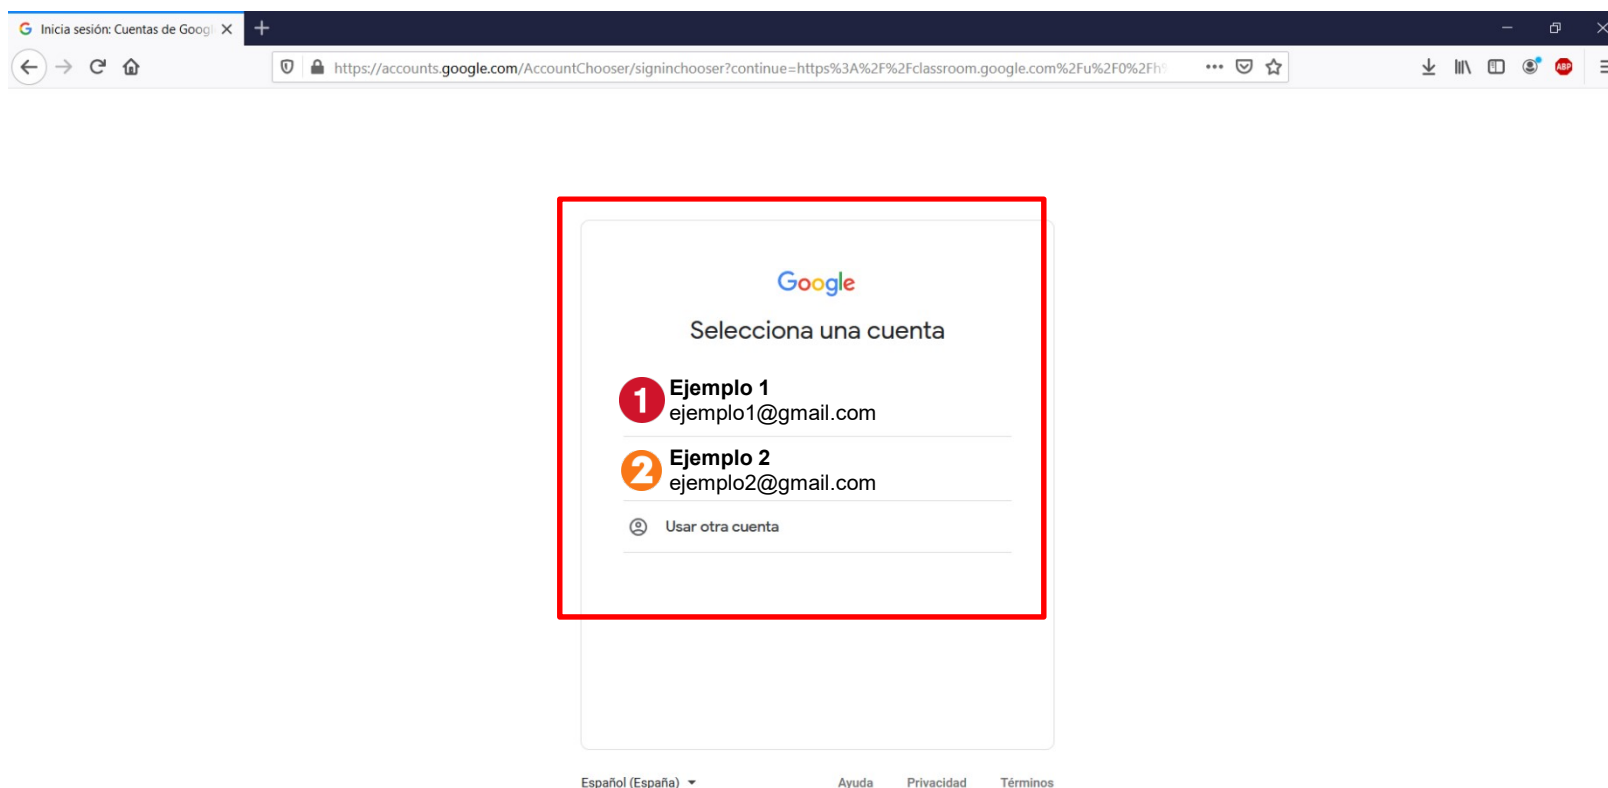 Inicia sesión: Cuentas de Googl
https://accounts.google.com/AccountChooser/signinchooser?continue=https%3A%2F%2Fclassroom.google.com%2Fu%2F0%2Fh
ABP
Google
Selecciona una cuenta
1 Ejemplo 1
ejemplo1@gmail.com
2 Ejemplo 2
ejemplo2@gmail.com
Usar otra cuenta
Español (España) Ayuda Privacidad Términos